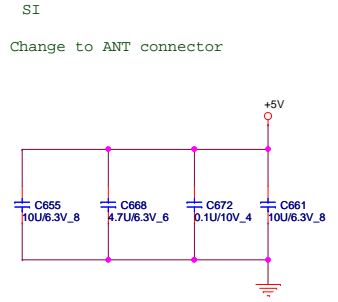 SI
Change to ANT connector
+5V
C655 C668 C672 C661
10U/6.3V_8 4.7U/6.3V_6 0.1U/10V_4 10U/6.3V_8